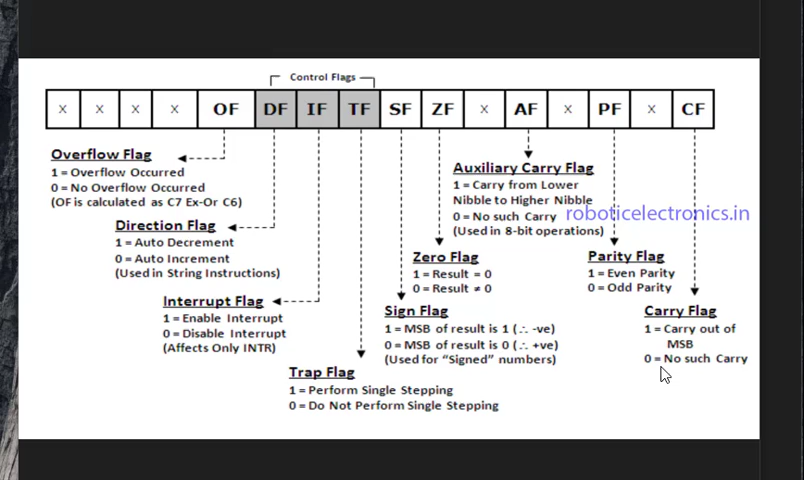 Control Flags
x x x x OF DF IF TF SF ZF x AF x PF x CF
Overflow Flag
1 = Overflow Occurred
0 = No Overflow Occurred
(OF is calculated as C7 Ex-Or C6)
Direction Flag
1 = Auto Decrement
0 = Auto Increment
(Used in String Instructions)
Interrupt Flag
1 = Enable Interrupt
0 = Disable Interrupt
(Affects Only INTR)
Trap Flag
1 = Perform Single Stepping
0 = Do Not Perform Single Stepping
Sign Flag
1 = MSB of result is 1 (∴ -ve)
0 = MSB of result is 0 (∴ +ve)
(Used for “Signed” numbers)
Zero Flag
1 = Result = 0
0 = Result ≠ 0
Auxiliary Carry Flag
1 = Carry from Lower
Nibble to Higher Nibble
0 = No such Carry
(Used in 8-bit operations)
roboticelectronics.in
Parity Flag
1 = Even Parity
0 = Odd Parity
Carry Flag
1 = Carry out of
MSB
0 = No such Carry